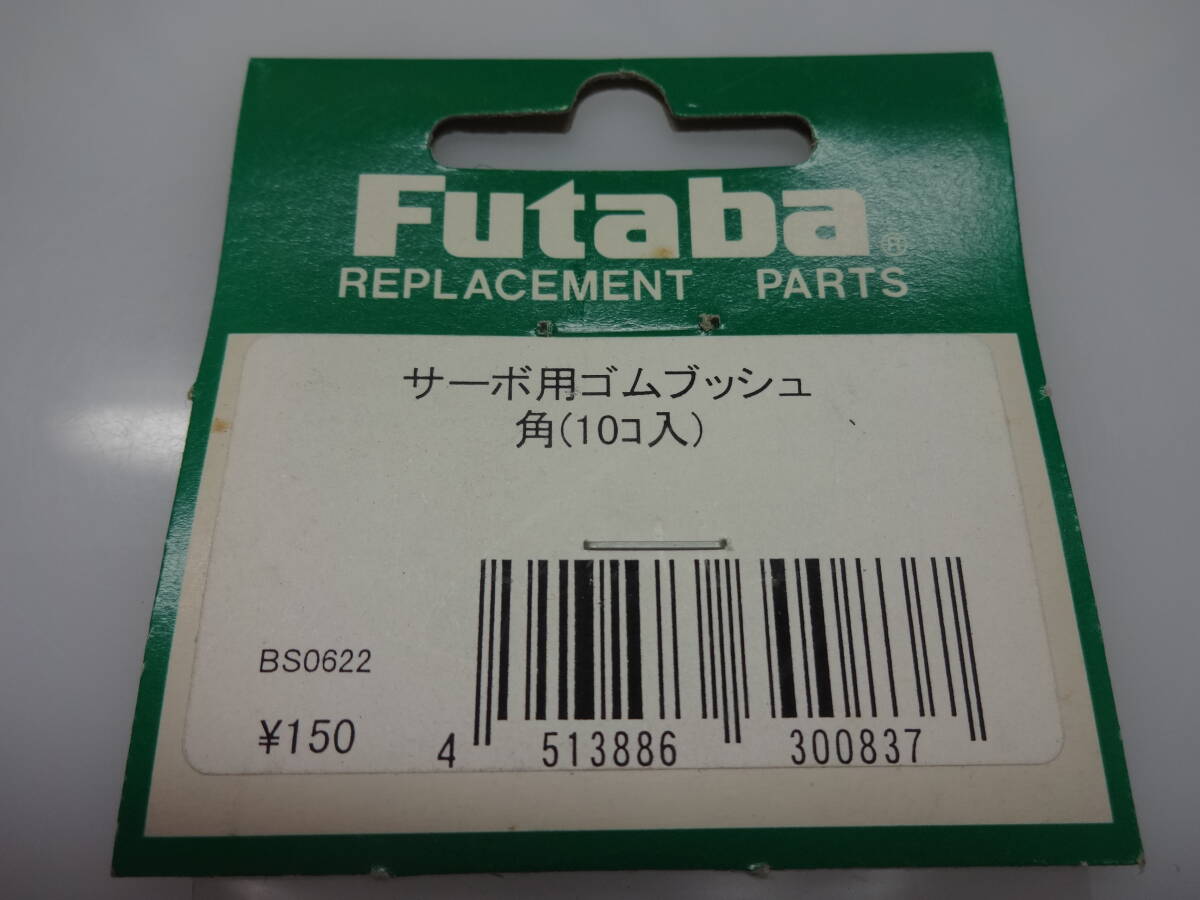 Futaba®
REPLACEMENT PARTS
サーボ用ゴムブッシュ
角(10コ入)
BS0622
¥150
4 513886 300837